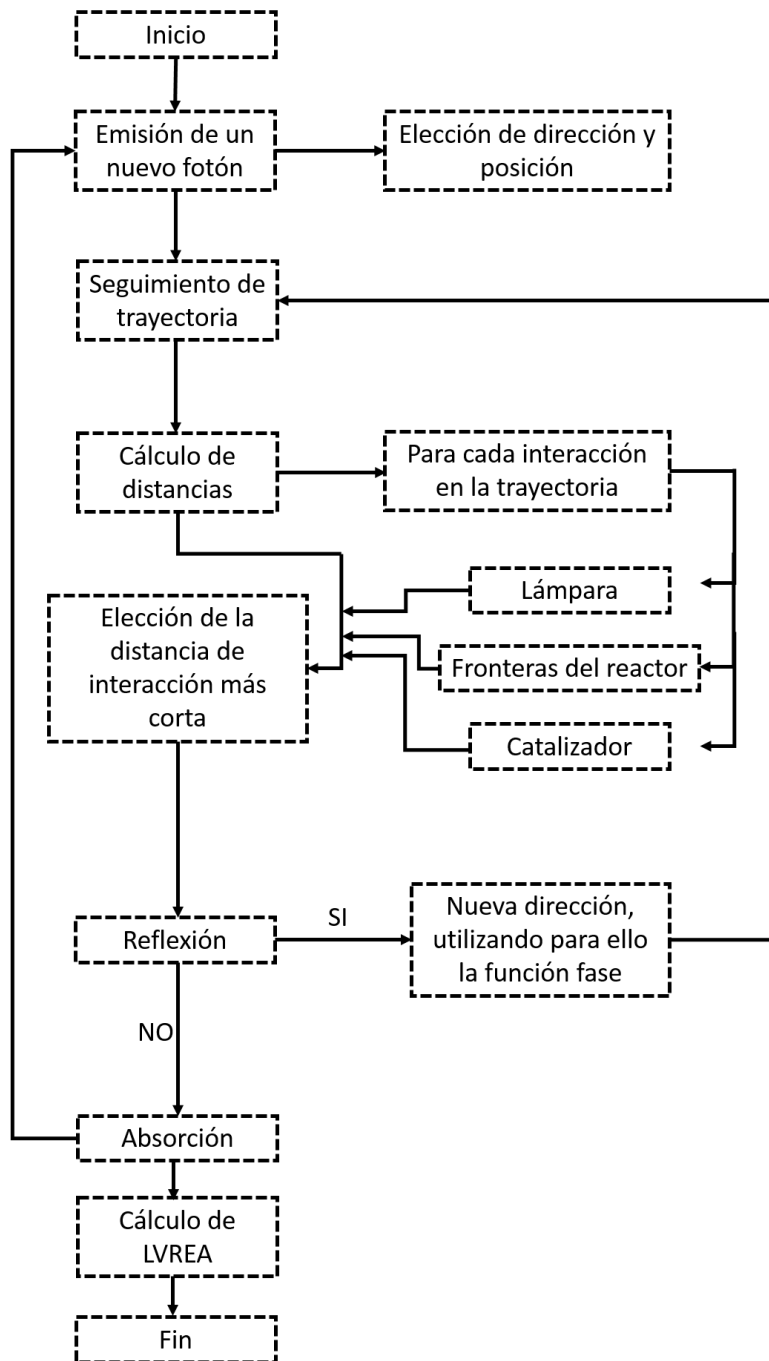 Inicio
Emisión de un
nuevo fotón
Elección de dirección y
posición
Seguimiento de
trayectoria
Cálculo de
distancias
Para cada interacción
en la trayectoria
Lámpara
Elección de la
distancia de
interacción más
corta
Fronteras del reactor
Catalizador
Reflexión
SI
Nueva dirección,
utilizando para ello
la función fase
NO
Absorción
Cálculo de
LVREA
Fin